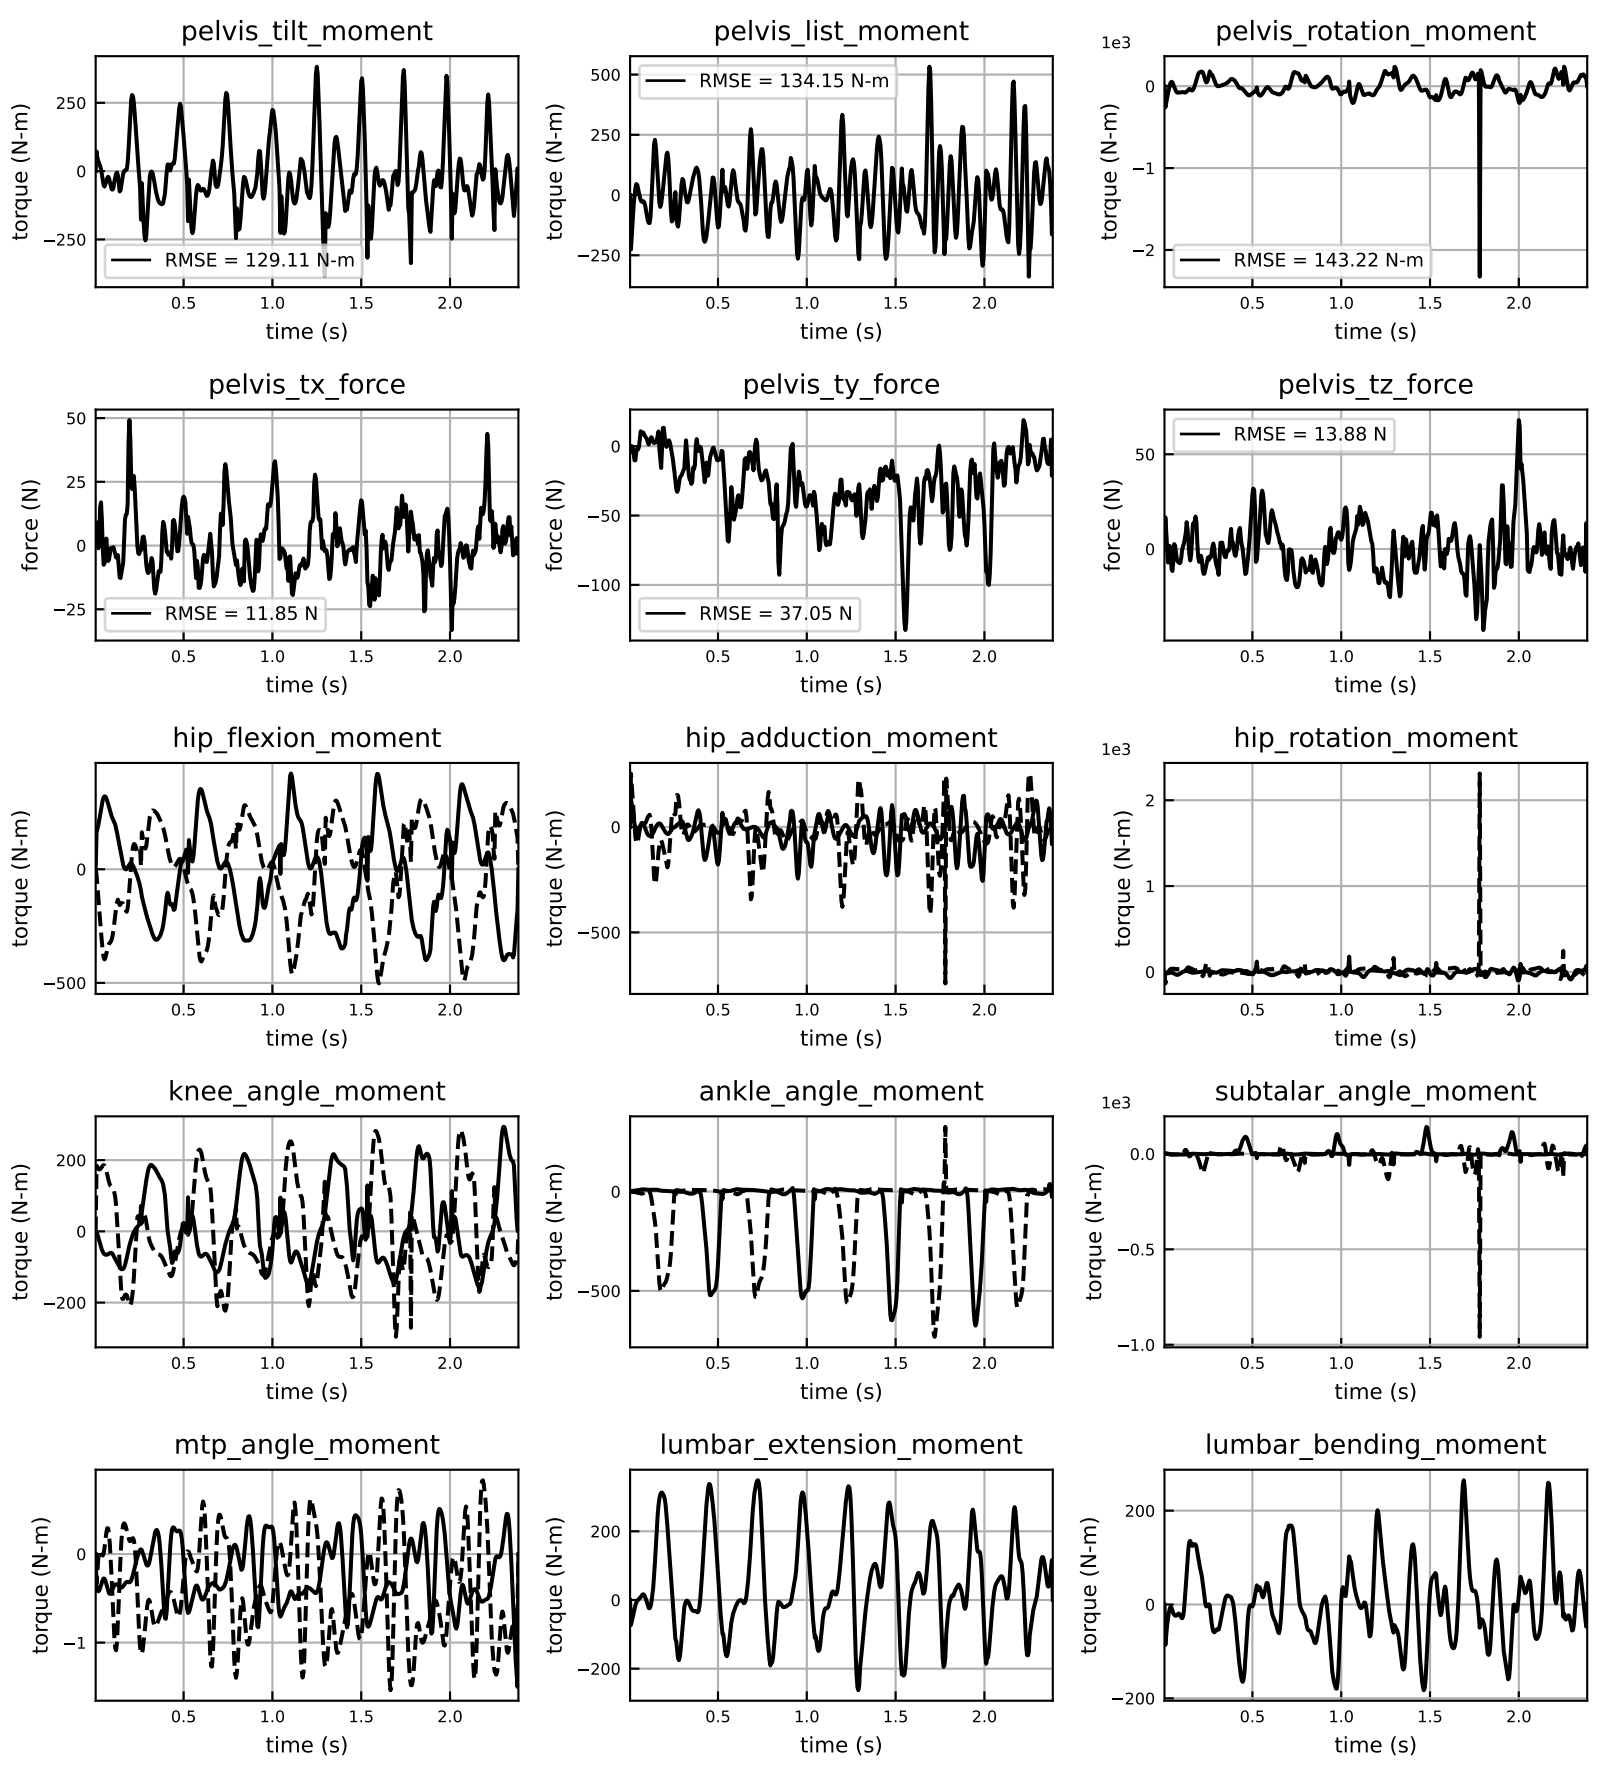 pelvis_tilt_moment
torque (N-m)
250
0
−250
RMSE = 129.11 N-m
0.5 1.0 1.5 2.0
time (s)
pelvis_list_moment
torque (N-m)
500
250
0
−250
RMSE = 134.15 N-m
0.5 1.0 1.5 2.0
time (s)
pelvis_rotation_moment
1e3
torque (N-m)
0
−1
−2
RMSE = 143.22 N-m
0.5 1.0 1.5 2.0
time (s)
pelvis_tx_force
force (N)
50
25
0
−25
RMSE = 11.85 N
0.5 1.0 1.5 2.0
time (s)
pelvis_ty_force
force (N)
0
−50
−100
RMSE = 37.05 N
0.5 1.0 1.5 2.0
time (s)
pelvis_tz_force
force (N)
50
0
RMSE = 13.88 N
0.5 1.0 1.5 2.0
time (s)
hip_flexion_moment
torque (N-m)
0
−500
0.5 1.0 1.5 2.0
time (s)
hip_adduction_moment
torque (N-m)
0
−500
0.5 1.0 1.5 2.0
time (s)
hip_rotation_moment
1e3
torque (N-m)
2
1
0
0.5 1.0 1.5 2.0
time (s)
knee_angle_moment
torque (N-m)
200
0
−200
0.5 1.0 1.5 2.0
time (s)
ankle_angle_moment
torque (N-m)
0
−500
0.5 1.0 1.5 2.0
time (s)
subtalar_angle_moment
1e3
torque (N-m)
0.0
−0.5
−1.0
0.5 1.0 1.5 2.0
time (s)
mtp_angle_moment
torque (N-m)
0
−1
0.5 1.0 1.5 2.0
time (s)
lumbar_extension_moment
torque (N-m)
200
0
−200
0.5 1.0 1.5 2.0
time (s)
lumbar_bending_moment
torque (N-m)
200
0
−200
0.5 1.0 1.5 2.0
time (s)